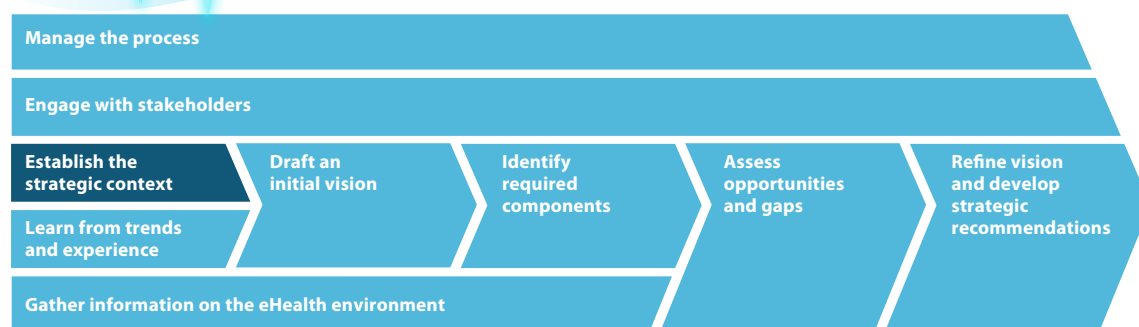 Manage the process
Engage with stakeholders
Establish the
strategic context
Learn from trends
and experience
Draft an
initial vision
Identify
required
components
Assess
opportunities
and gaps
Refine vision
and develop
strategic
recommendations
Gather information on the eHealth environment